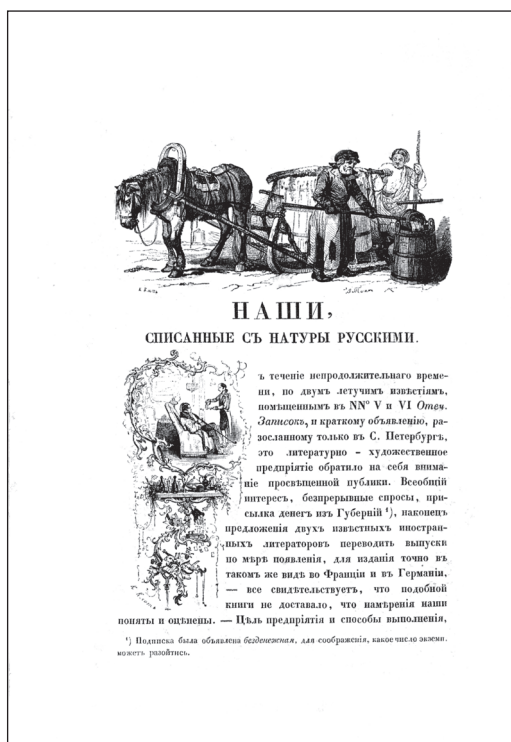 НАШИ,
СПИСАННЫЕ СЪ НАТУРЫ РУССКИМИ.
ъ теченіе непродолжительнаго време-
ни, по двумъ летучимъ извѣстіямъ,
помѣщеннымъ въ NNº V и VI Отеч.
Записокъ, и краткому объявленію, ра-
зосланному только въ С. Петербургѣ,
это литературно - художественное
предпріятіе обратило на себя внима-
ніе просвѣщенной публики. Всеобщій
интересъ, безпрерывные спросы, при-
сылка денегъ изъ Губерній ¹), наконецъ
предложенія двухъ извѣстныхъ иностран-
ныхъ литераторовъ переводить выпуски
по мѣрѣ появленія, для изданія точно въ
такомъ же видѣ во Франціи и въ Германіи,
— все свидѣтельствуетъ, что подобной
книги не доставало, что намѣренія наши
поняты и оцѣнены. — Цѣль предпріятія и способы выполненія,
¹) Подписка была объявлена безденежная, для соображенія, какое число экземп.
можетъ разойтись.